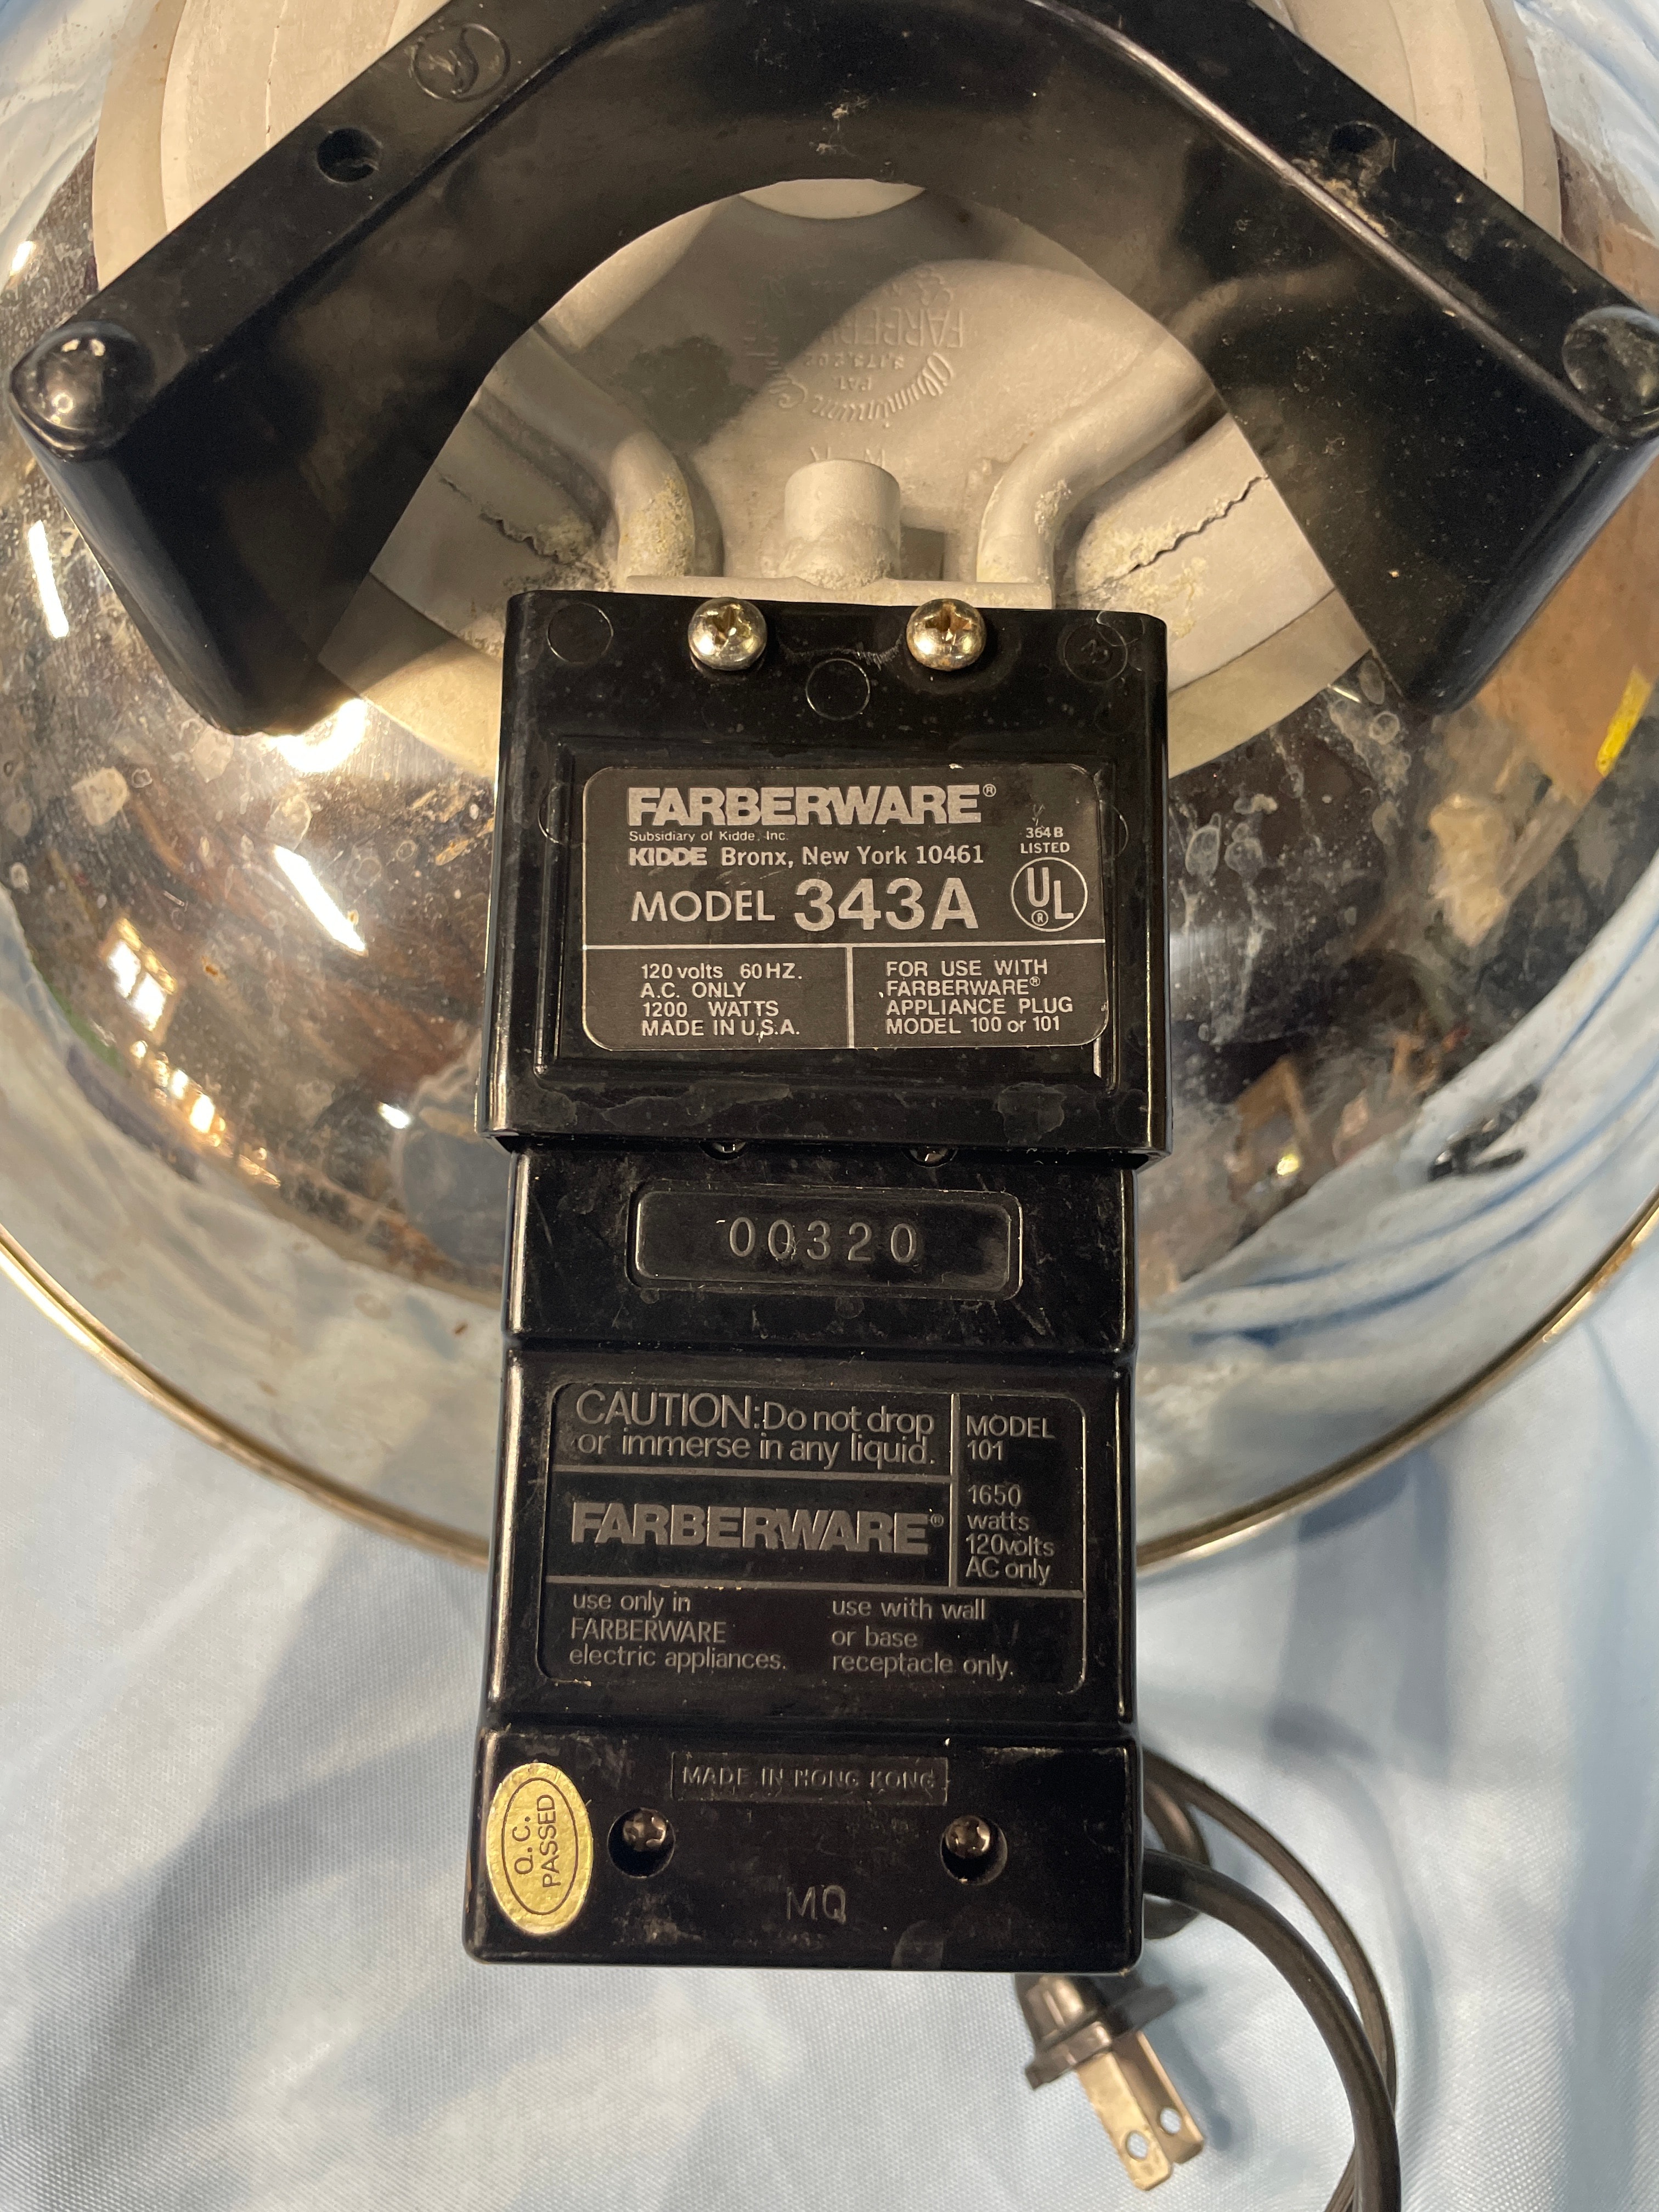 Aluminum
PAT.
FARBERWARE®
Subsidiary of Kidde, Inc.
KIDDE Bronx, New York 10461
MODEL 343A
364B
LISTED
UL
®
120 volts 60HZ.
A.C. ONLY
1200 WATTS
MADE IN U.S.A.
FOR USE WITH
FARBERWARE®
APPLIANCE PLUG
MODEL 100 or 101
00320
CAUTION: Do not drop
or immerse in any liquid.
MODEL
101
1650
watts
120volts
AC only
FARBERWARE®
use only in
FARBERWARE
electric appliances.
use with wall
or base
receptacle only.
MADE IN HONG KONG
Q.C.
PASSED
MQ